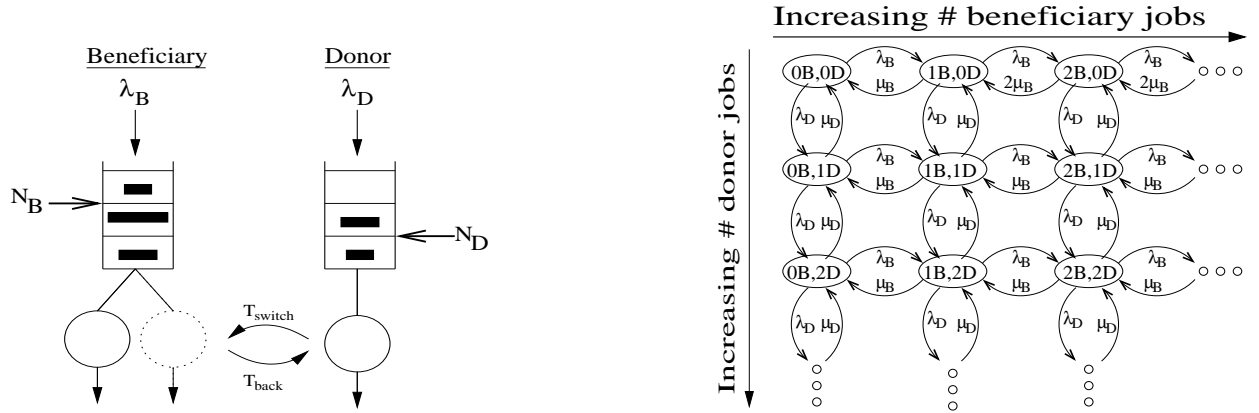 Beneficiary
Donor
λB
λD
NB
ND
Tswitch
Tback
Increasing # beneficiary jobs
Increasing # donor jobs
0B,0D
λB
μB
1B,0D
λB
2μB
2B,0D
λB
2μB
λD μD
λD μD
λD μD
0B,1D
λB
μB
1B,1D
λB
μB
2B,1D
λB
μB
λD μD
λD μD
λD μD
0B,2D
λB
μB
1B,2D
λB
μB
2B,2D
λB
μB
λD μD
λD μD
λD μD